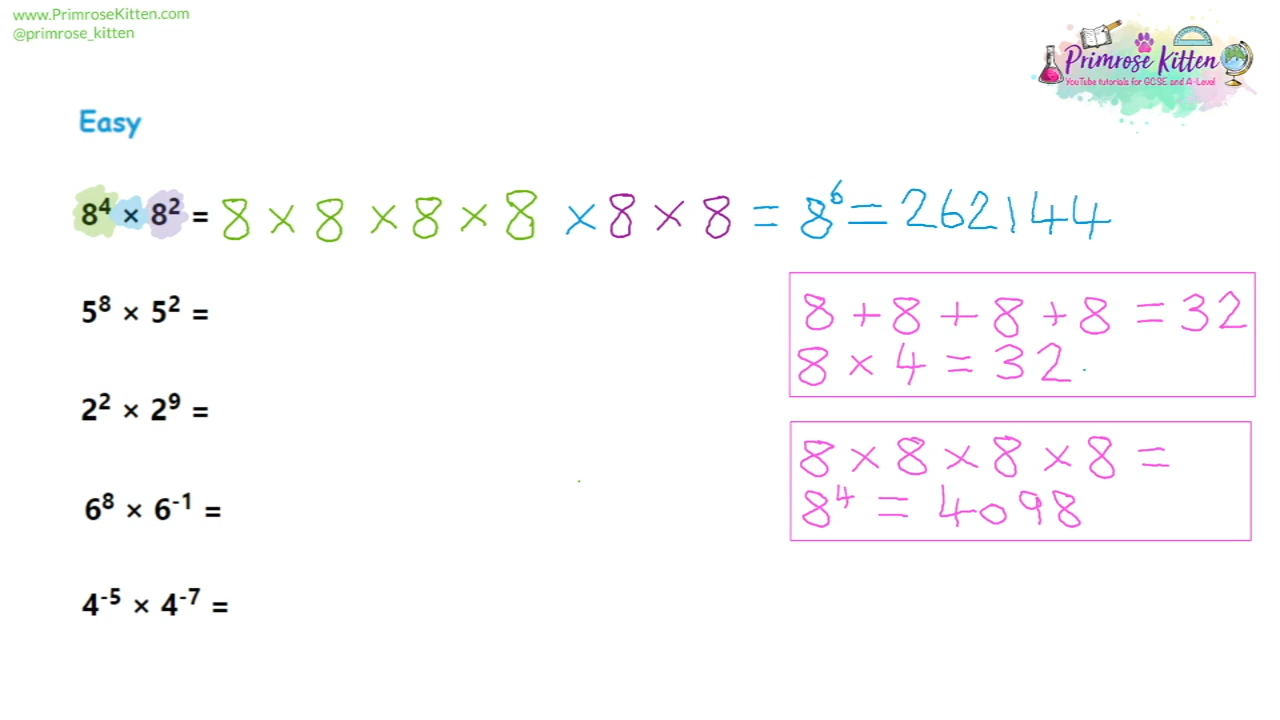 www.PrimroseKitten.com
@primrose_kitten
Primrose Kitten
YouTube tutorials for GCSE and A-Level
Easy
8⁴ × 8² = 8 × 8 × 8 × 8 × 8 × 8 = 8⁶ = 262144
5⁸ × 5² =
8 + 8 + 8 + 8 = 32
8 × 4 = 32
2² × 2⁹ =
8 × 8 × 8 × 8 =
8⁴ = 4098
6⁸ × 6⁻¹ =
4⁻⁵ × 4⁻⁷ =